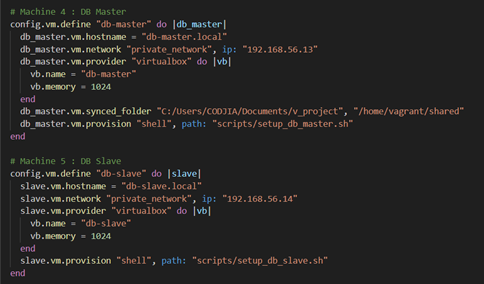 # Machine 4 : DB Master
config.vm.define "db-master" do |db_master|
  db_master.vm.hostname = "db-master.local"
  db_master.vm.network "private_network", ip: "192.168.56.13"
  db_master.vm.provider "virtualbox" do |vb|
    vb.name = "db-master"
    vb.memory = 1024
  end
  db_master.vm.synced_folder "C:/Users/CODJIA/Documents/v_project", "/home/vagrant/shared"
  db_master.vm.provision "shell", path: "scripts/setup_db_master.sh"
end

# Machine 5 : DB Slave
config.vm.define "db-slave" do |slave|
  slave.vm.hostname = "db-slave.local"
  slave.vm.network "private_network", ip: "192.168.56.14"
  slave.vm.provider "virtualbox" do |vb|
    vb.name = "db-slave"
    vb.memory = 1024
  end
  slave.vm.provision "shell", path: "scripts/setup_db_slave.sh"
end